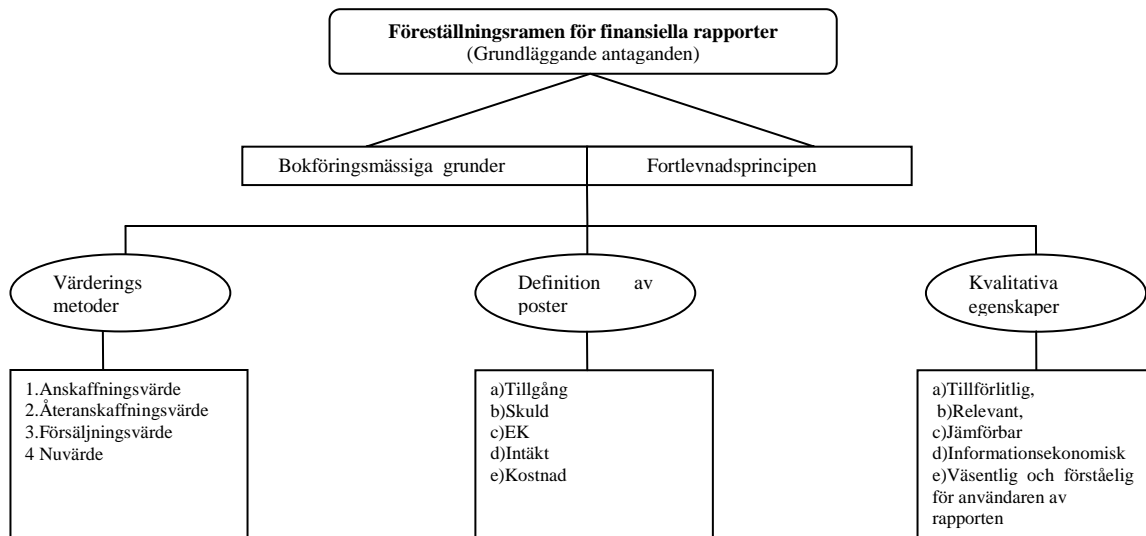 Föreställningsramen för finansiella rapporter
(Grundläggande antaganden)
Bokföringsmässiga grunder
Fortlevnadsprincipen
Värderings
metoder
Definition av
poster
Kvalitativa
egenskaper
1.Anskaffningsvärde
2.Återanskaffningsvärde
3.Försäljningsvärde
4 Nuvärde
a)Tillgång
b)Skuld
c)EK
d)Intäkt
e)Kostnad
a)Tillförlitlig,
b)Relevant,
c)Jämförbar
d)Informationsekonomisk
e)Väsentlig och förståelig
för användaren av
rapporten